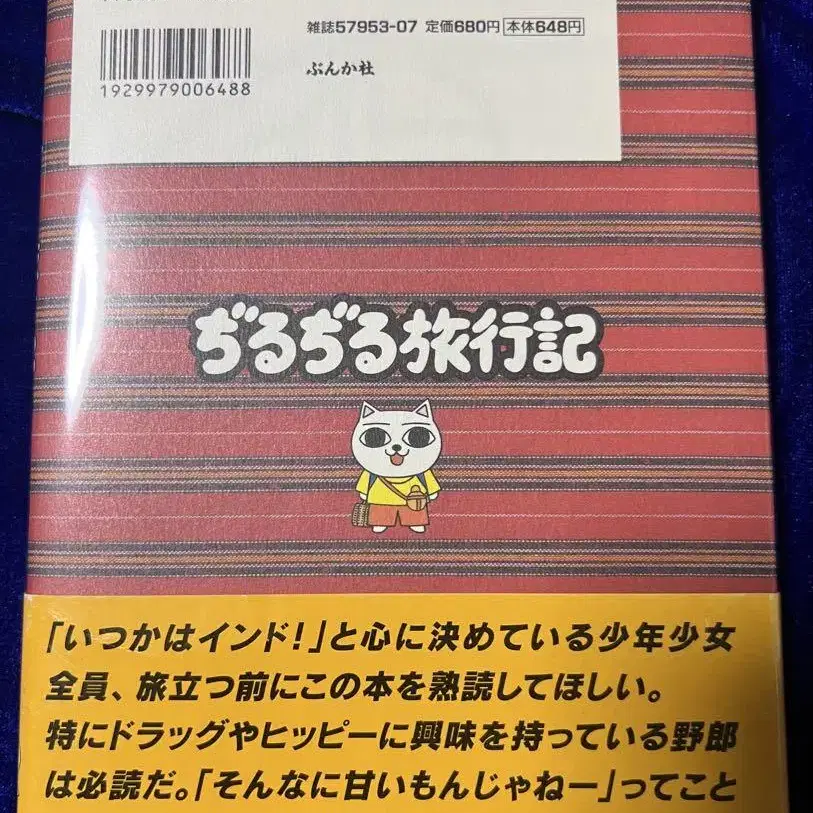 雑誌57953-07 定価680円 本体648円
1929979006488
ぶんか社
ぢるぢる旅行記
「いつかはインド!」と心に決めている少年少女
全員、旅立つ前にこの本を熟読してほしい。
特にドラッグやヒッピーに興味を持っている野郎
は必読だ。「そんなに甘いもんじゃねー」ってこと